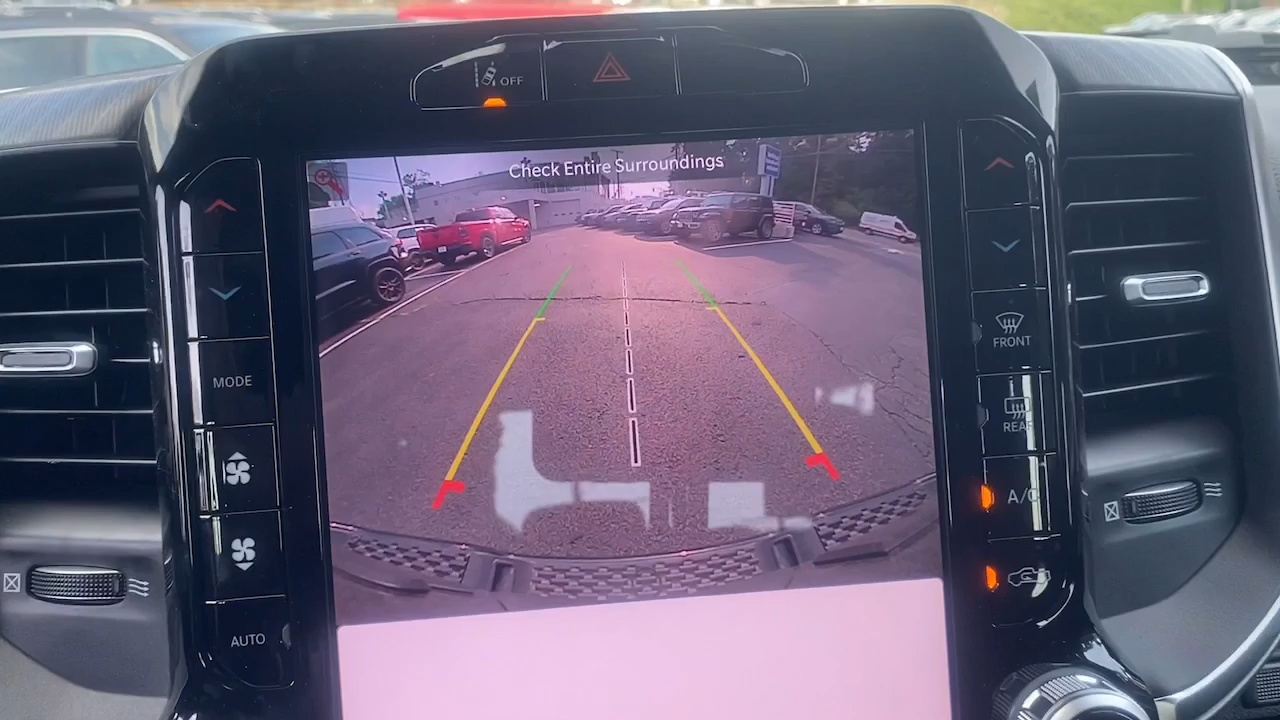 OFF
Check Entire Surroundings
MODE
FRONT
REAR
A/C
AUTO